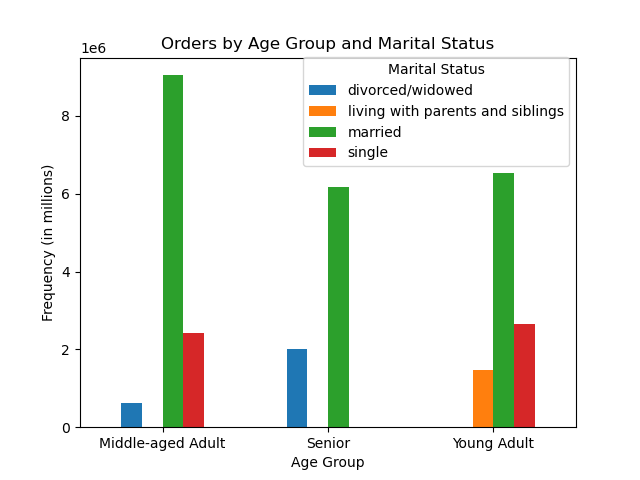 Orders by Age Group and Marital Status
1e6
Marital Status
divorced/widowed
living with parents and siblings
married
single
8
6
4
2
0
Frequency (in millions)
Middle-aged Adult
Senior
Young Adult
Age Group